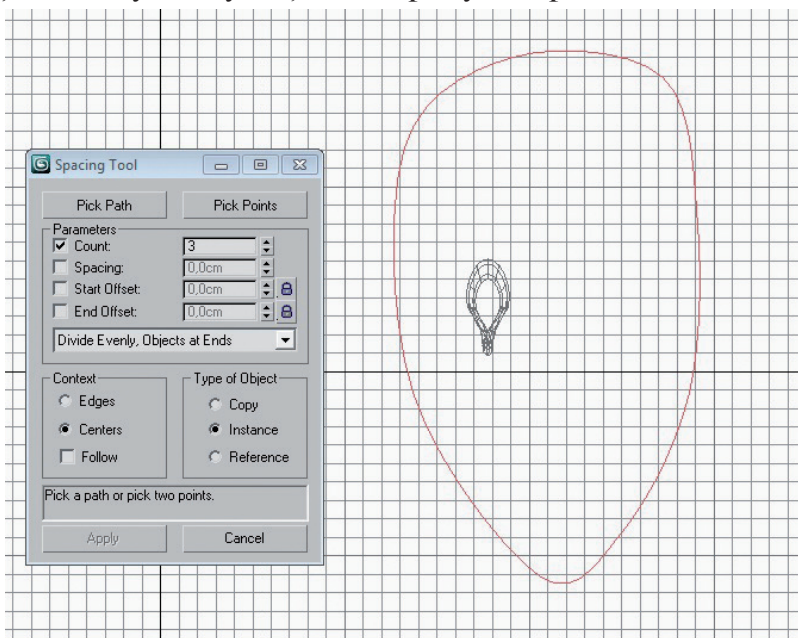 Spacing Tool
Pick Path Pick Points
Parameters
Count: 3
Spacing: 0,0cm
Start Offset: 0,0cm
End Offset: 0,0cm
Divide Evenly, Objects at Ends
Context Type of Object
Edges Copy
Centers Instance
Follow Reference
Pick a path or pick two points.
Apply Cancel